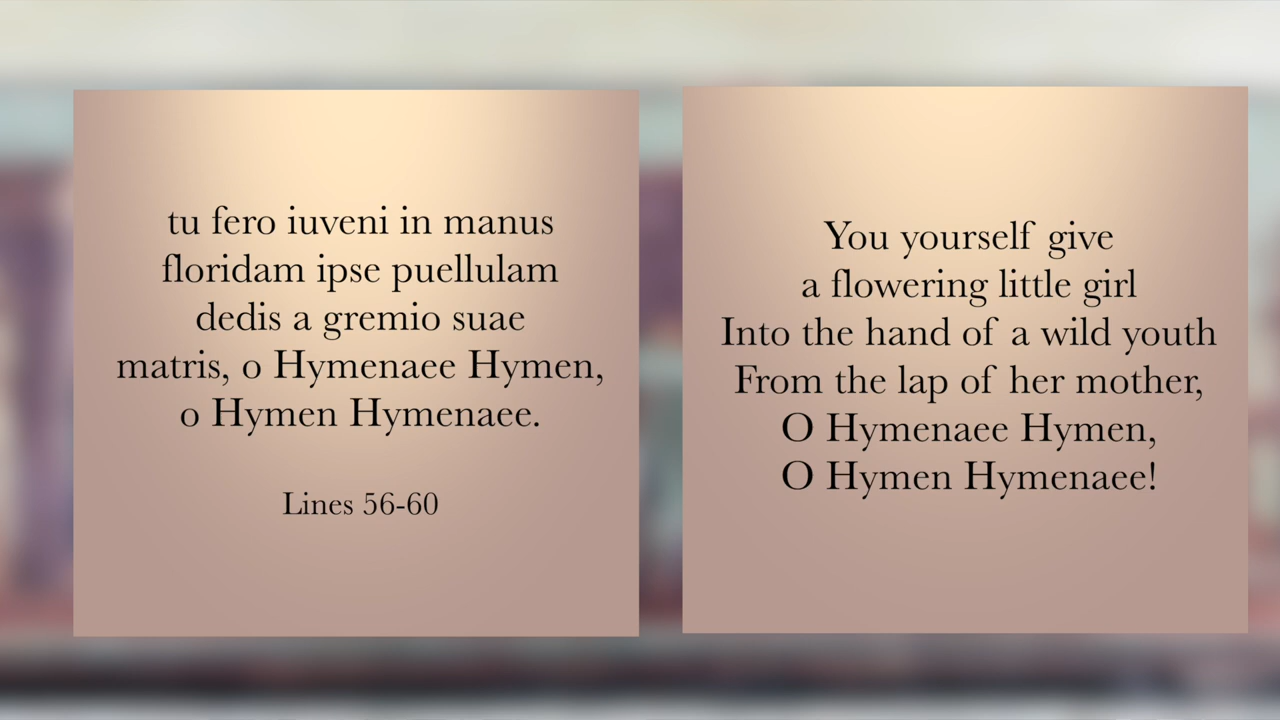 tu fero iuveni in manus
floridam ipse puellulam
dedis a gremio suae
matris, o Hymenaee Hymen,
o Hymen Hymenaee.
Lines 56-60
You yourself give
a flowering little girl
Into the hand of a wild youth
From the lap of her mother,
O Hymenaee Hymen,
O Hymen Hymenaee!